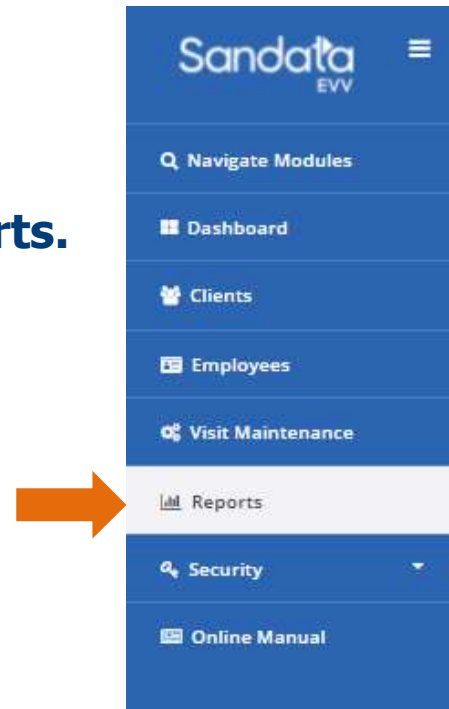 Sandata
EVV
Navigate Modules
rts.
Dashboard
Clients
Employees
Visit Maintenance
Reports
Security
Online Manual